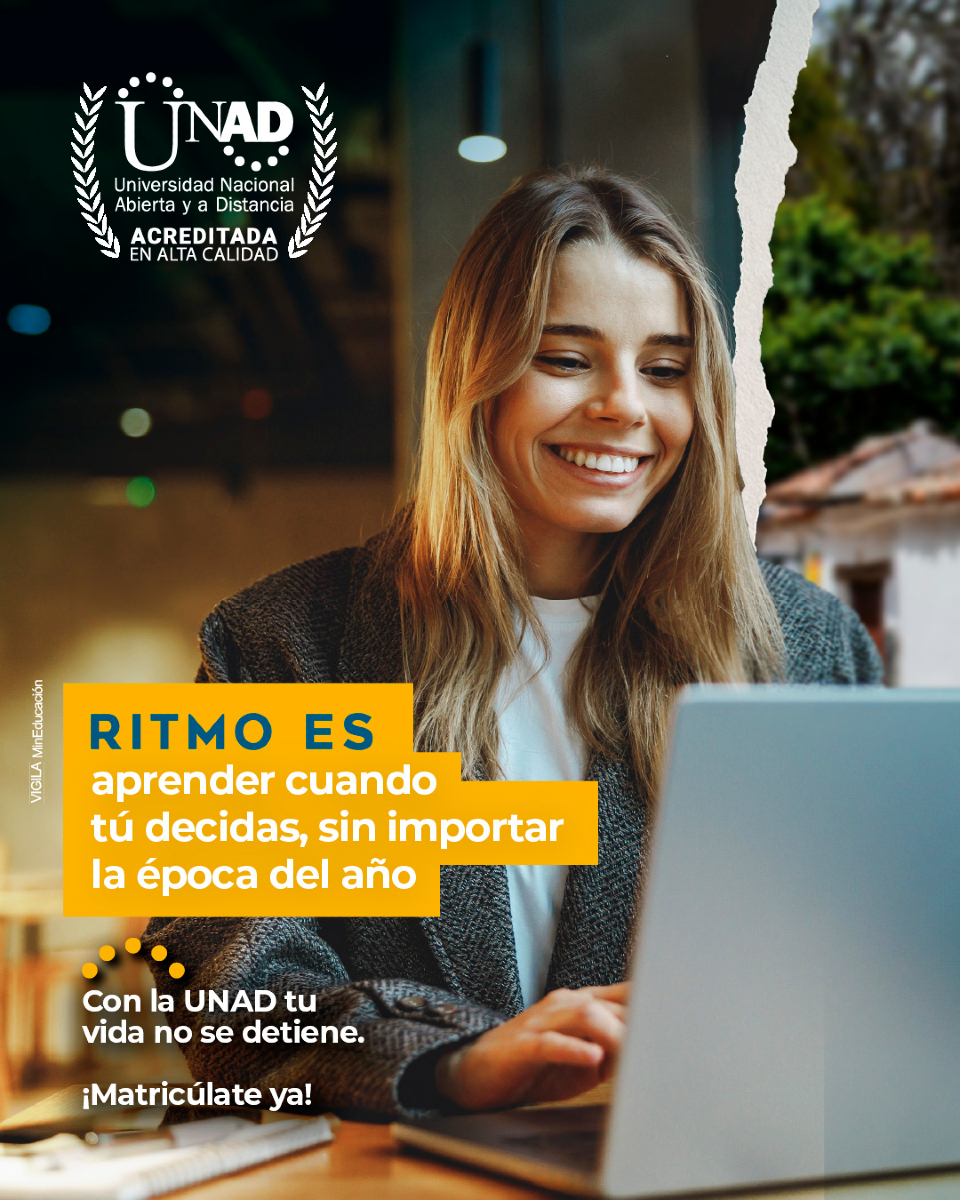 UNAD
Universidad Nacional
Abierta y a Distancia
ACREDITADA
EN ALTA CALIDAD
VIGILA MinEducación
RITMO ES
aprender cuando
tú decidas, sin importar
la época del año
Con la UNAD tu
vida no se detiene.
¡Matricúlate ya!